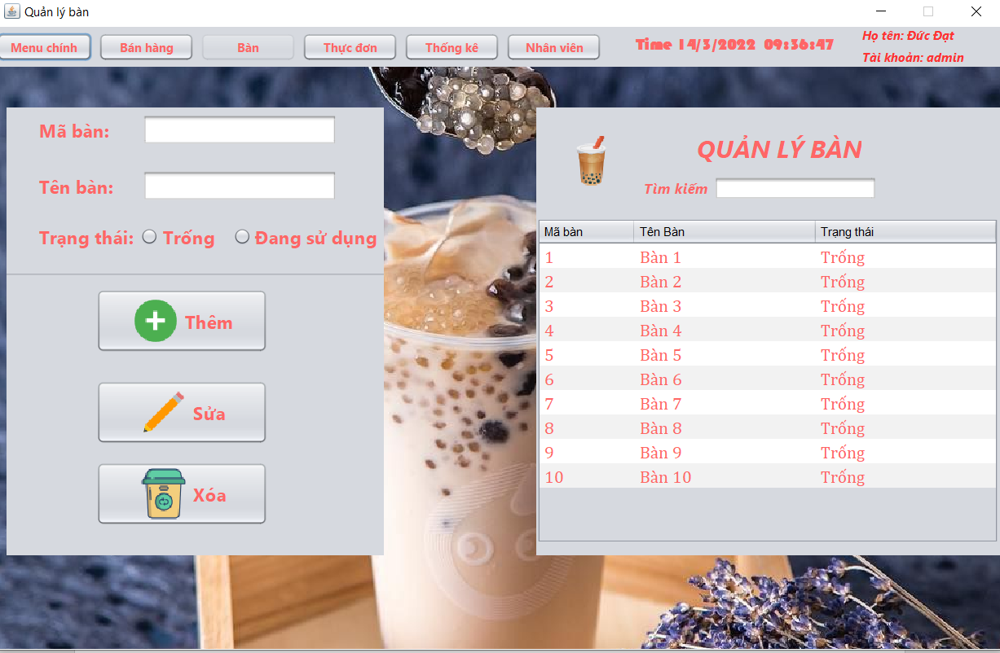 Quản lý bàn
Menu chính Bán hàng Bàn Thực đơn Thống kê Nhân viên Time 14/3/2022 09:36:47 Họ tên: Đức Đạt
Tài khoản: admin
Mã bàn:
Tên bàn:
Trạng thái: Trống Đang sử dụng
Thêm
Sửa
Xóa
QUẢN LÝ BÀN
Tìm kiếm
Mã bàn Tên Bàn Trạng thái
1 Bàn 1 Trống
2 Bàn 2 Trống
3 Bàn 3 Trống
4 Bàn 4 Trống
5 Bàn 5 Trống
6 Bàn 6 Trống
7 Bàn 7 Trống
8 Bàn 8 Trống
9 Bàn 9 Trống
10 Bàn 10 Trống